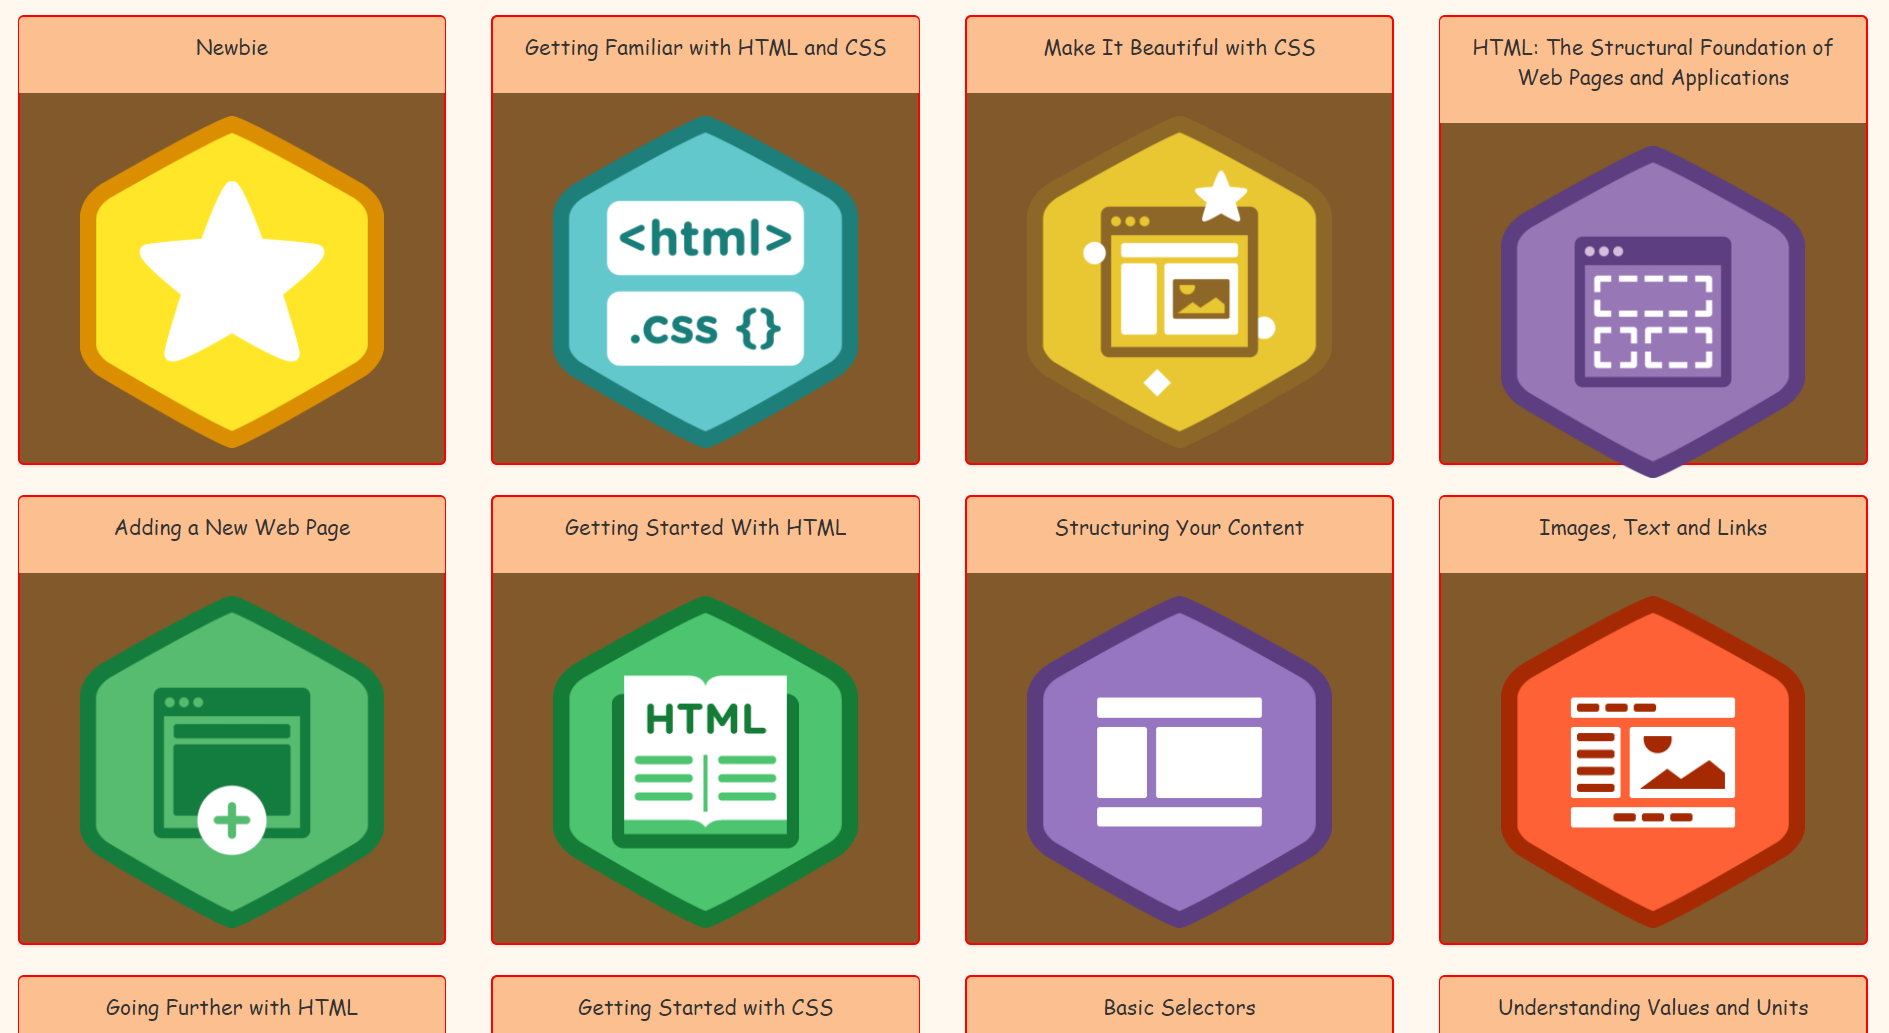 Newbie
Getting Familiar with HTML and CSS
Make It Beautiful with CSS
HTML: The Structural Foundation of
Web Pages and Applications
<html>
.css {}
Adding a New Web Page
Getting Started With HTML
Structuring Your Content
Images, Text and Links
HTML
Going Further with HTML
Getting Started with CSS
Basic Selectors
Understanding Values and Units